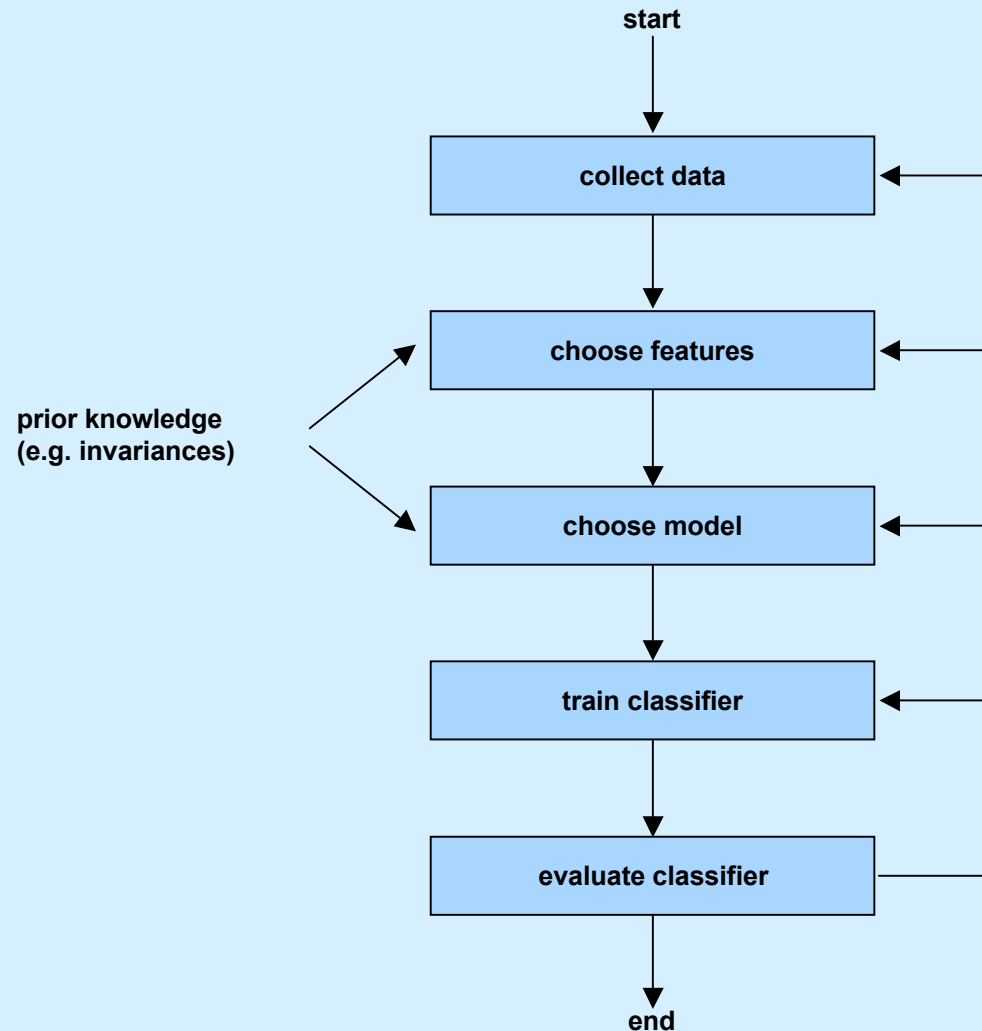 start
collect data
choose features
prior knowledge
(e.g. invariances)
choose model
train classifier
evaluate classifier
end